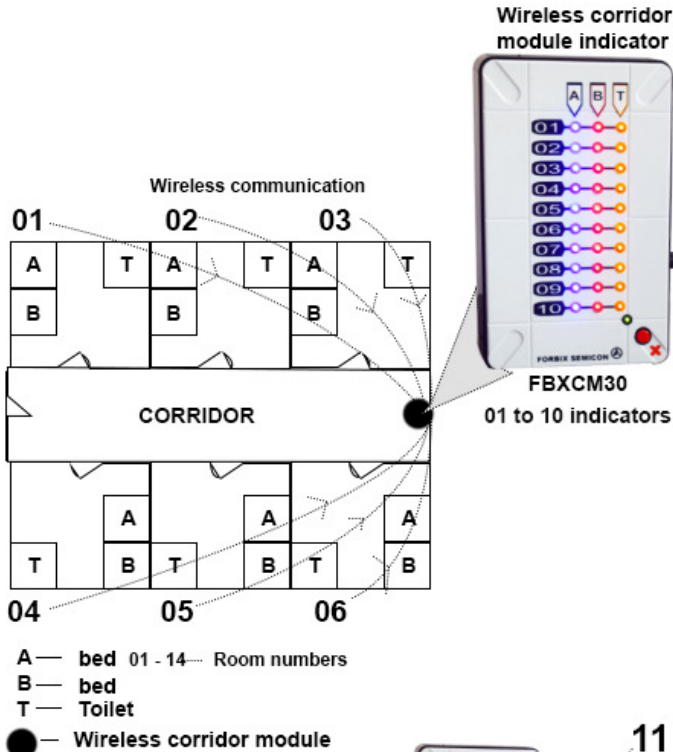 Wireless corridor
module indicator
A B T
01
02
03
04
05
06
07
08
09
10
FORBIX SEMICON
FBXCM30
01 to 10 indicators
Wireless communication
01 02 03
A T A T A T
B B B
CORRIDOR
A A A
T B T B T B
04 05 06
A — bed 01 - 14 Room numbers
B — bed
T — Toilet
Wireless corridor module
11